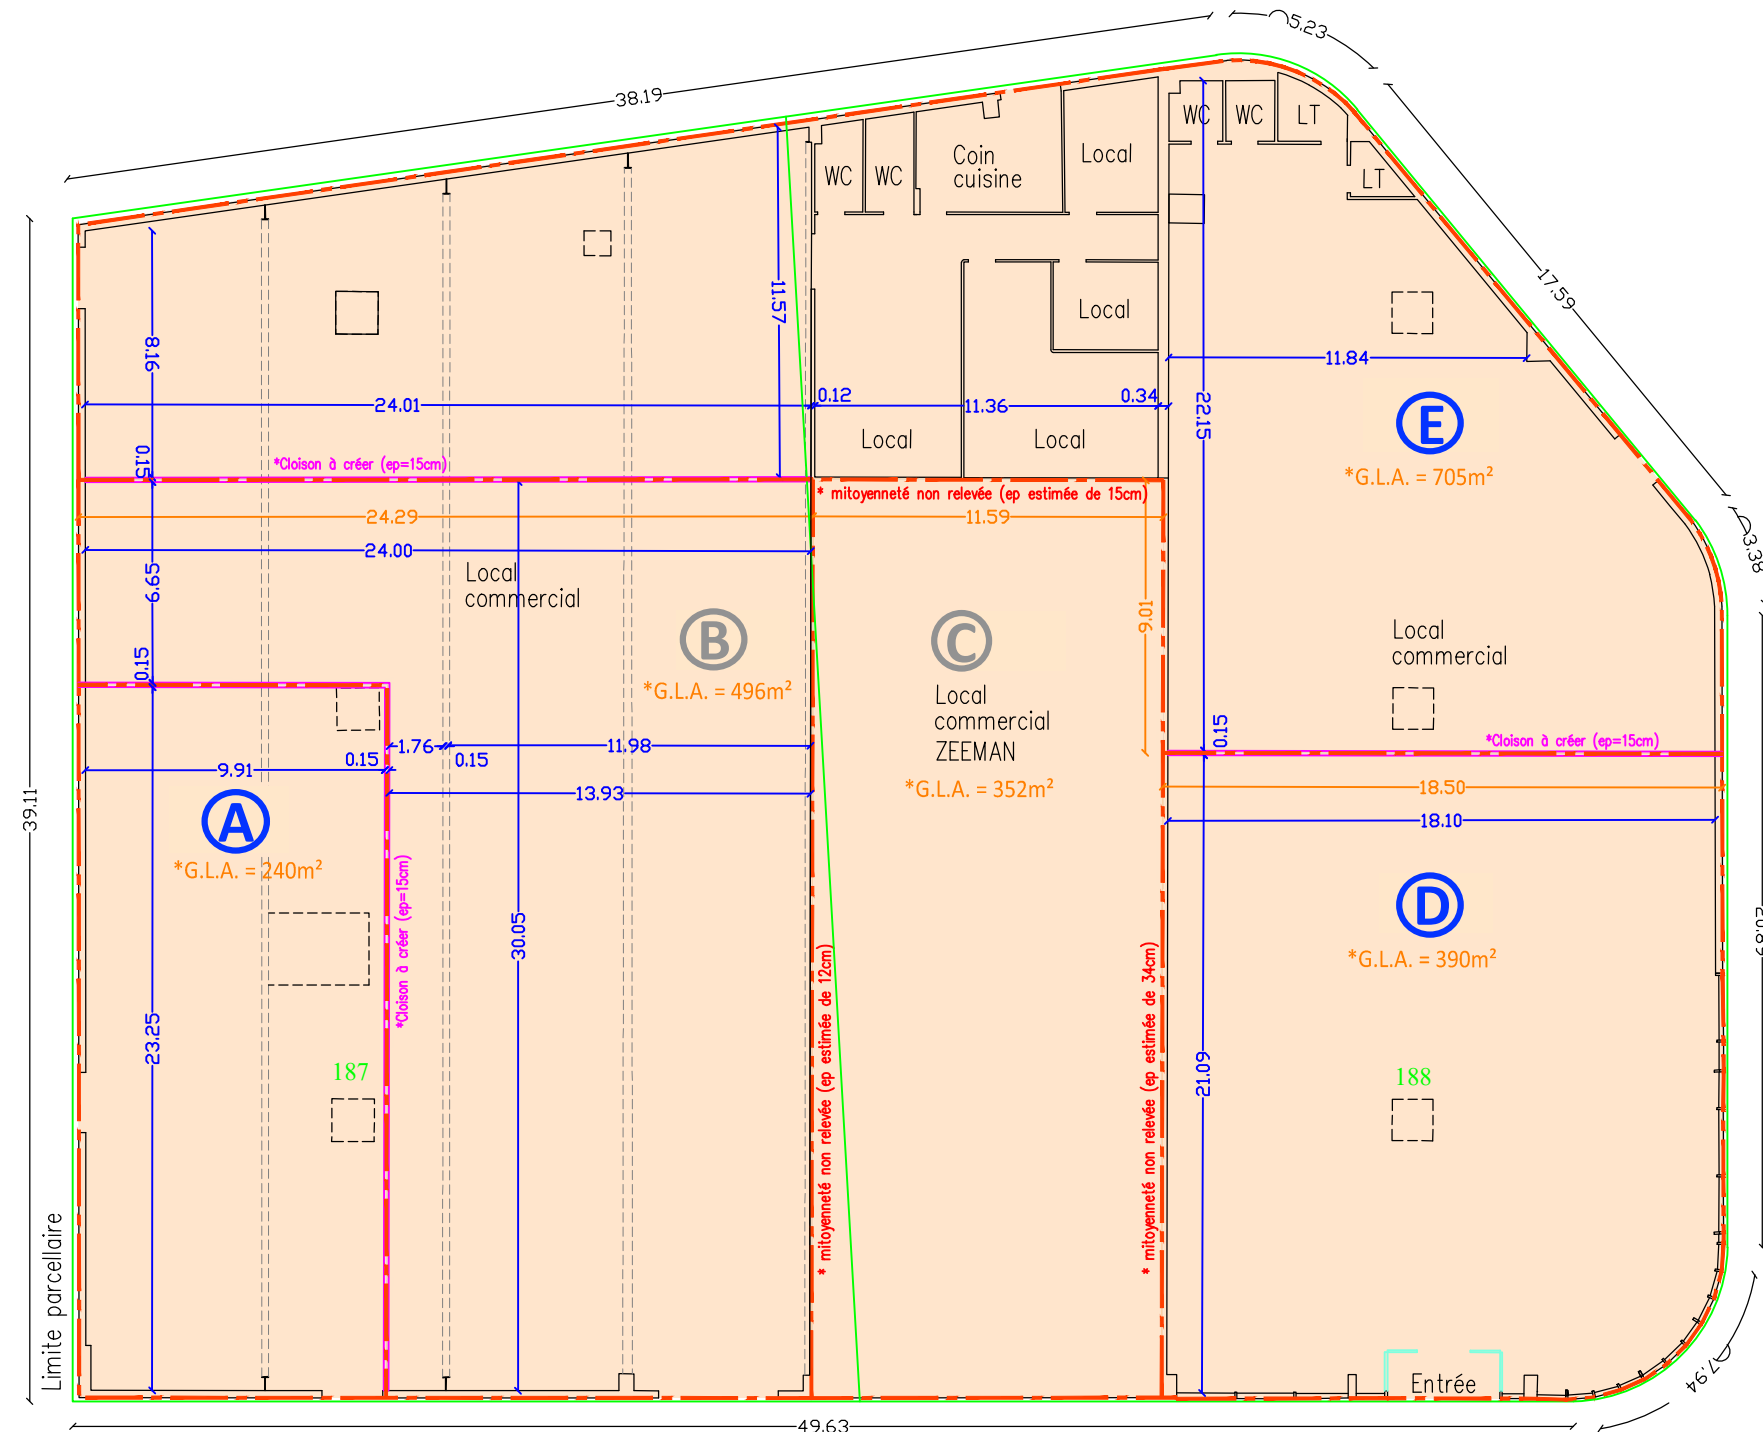 5.23
38.19
WC
WC
LT
WC
WC
Coin
cuisine
Local
LT
17.59
11.57
Local
8.16
11.84
24.01
0.12
11.36
0.34
22.15
E
Local
Local
*G.L.A. = 705m²
0.15
*Cloison à créer (ep=15cm)
* mitoyenneté non relevée (ep estimée de 15cm)
24.29
11.59
24.00
3.38
6.65
Local
commercial
9.01
B
C
Local
commercial
0.15
*G.L.A. = 496m²
Local
commercial
ZEEMAN
0.15
*Cloison à créer (ep=15cm)
1.76
0.15
11.98
0.15
9.91
13.93
*G.L.A. = 352m²
18.50
39.11
A
18.10
*G.L.A. = 240m²
*Cloison à créer (ep=15cm)
30.05
D
*G.L.A. = 390m²
* mitoyenneté non relevée (ep estimée de 12cm)
* mitoyenneté non relevée (ep estimée de 34cm)
23.25
187
21.09
188
Limite parcellaire
Entrée
7.94
49.63